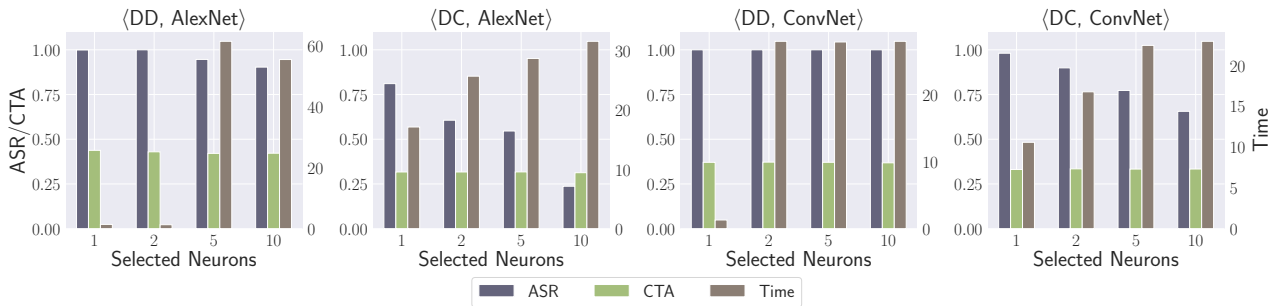 ⟨DD, AlexNet⟩
⟨DC, AlexNet⟩
⟨DD, ConvNet⟩
⟨DC, ConvNet⟩
ASR/CTA
1.00
0.75
0.50
0.25
0.00
60
40
20
0
1 2 5 10
Selected Neurons
1.00
0.75
0.50
0.25
0.00
30
20
10
0
1 2 5 10
Selected Neurons
1.00
0.75
0.50
0.25
0.00
20
10
0
1 2 5 10
Selected Neurons
1.00
0.75
0.50
0.25
0.00
20
15
10
5
0
1 2 5 10
Selected Neurons
Time
ASR CTA Time